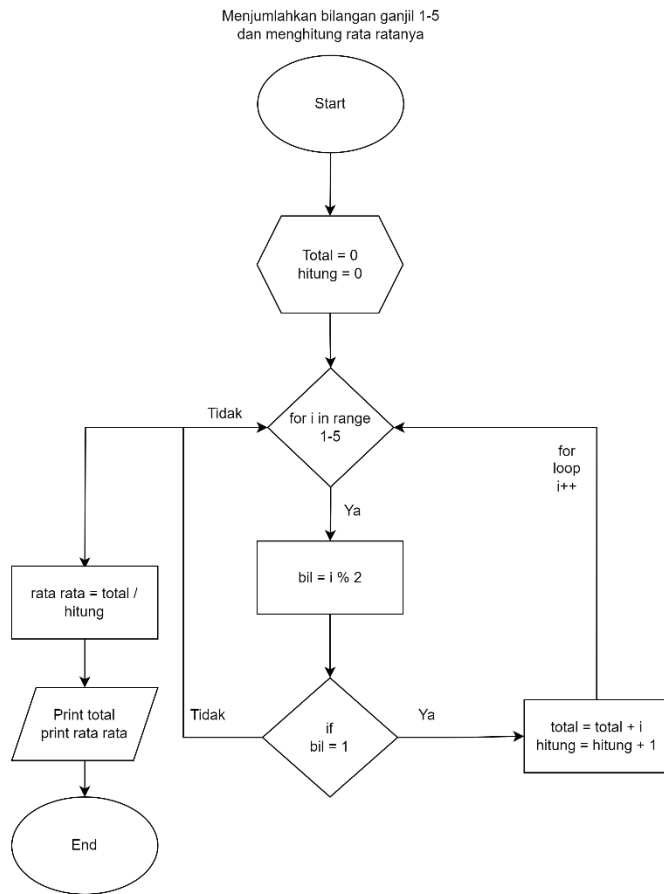 Menjumlahkan bilangan ganjil 1-5
dan menghitung rata ratanya
Start
Total = 0
hitung = 0
for i in range
1-5
Tidak
Ya
for
loop
i++
bil = i % 2
rata rata = total /
hitung
if
bil = 1
Tidak
Ya
total = total + i
hitung = hitung + 1
Print total
print rata rata
End